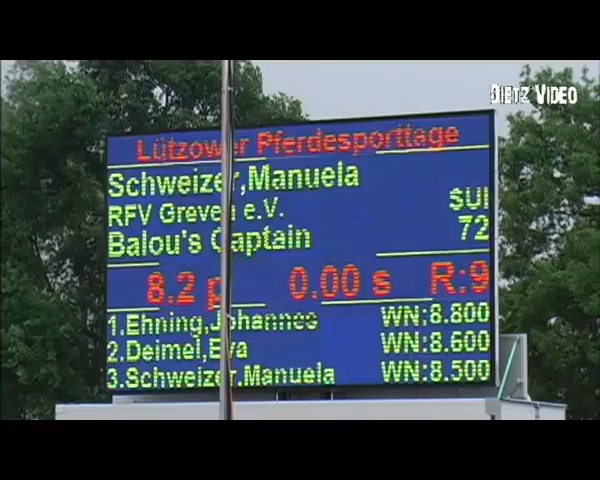 DIETZ VIDEO
Lützower Pferdesporttage
Schweizer,Manuela
RFV Greven e.V. SUI
Balou's Captain 72
8.2 p 0.00 s R:9
1.Ehning,Johannes WN:8.800
2.Deimel,Eva WN:8.600
3.Schweizer,Manuela WN:8.500